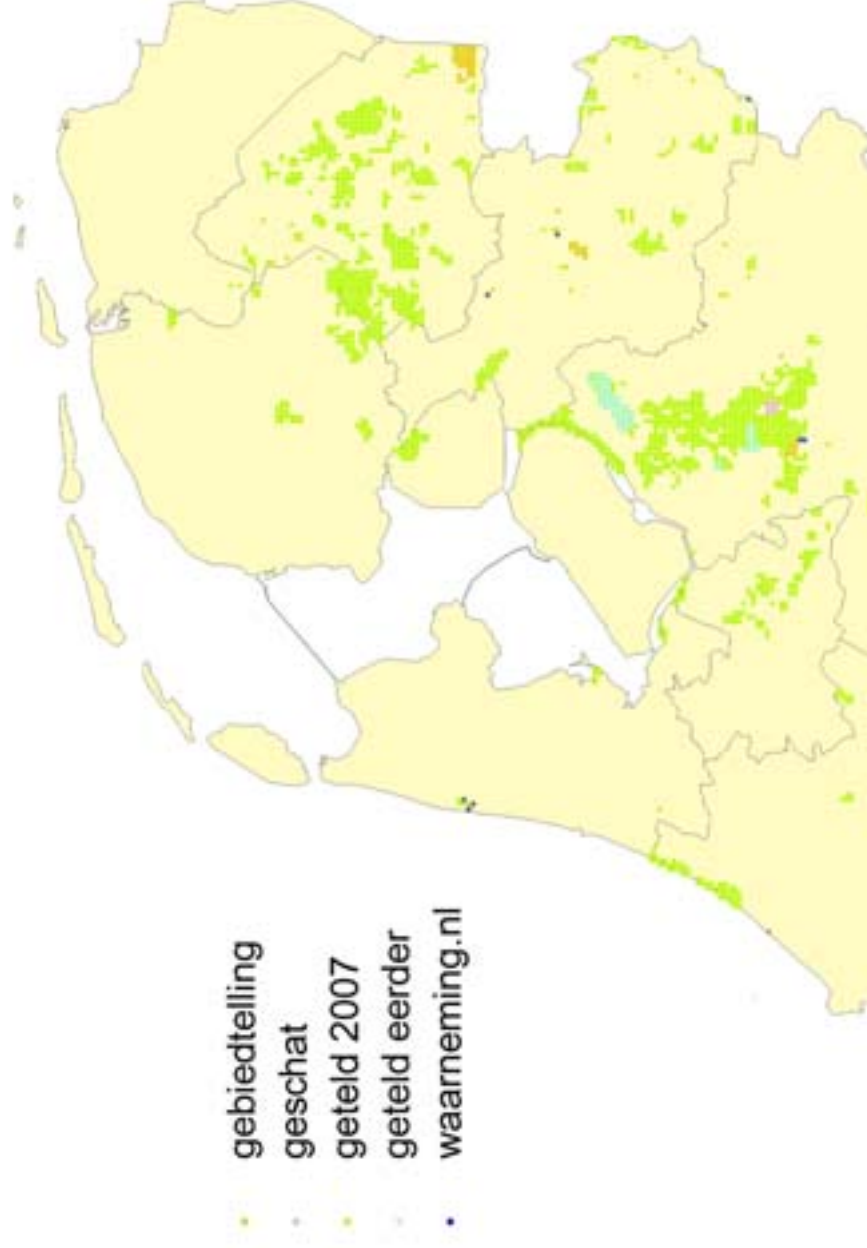 gebiedtelling
geschat
geteld 2007
geteld eerder
waarneming.nl